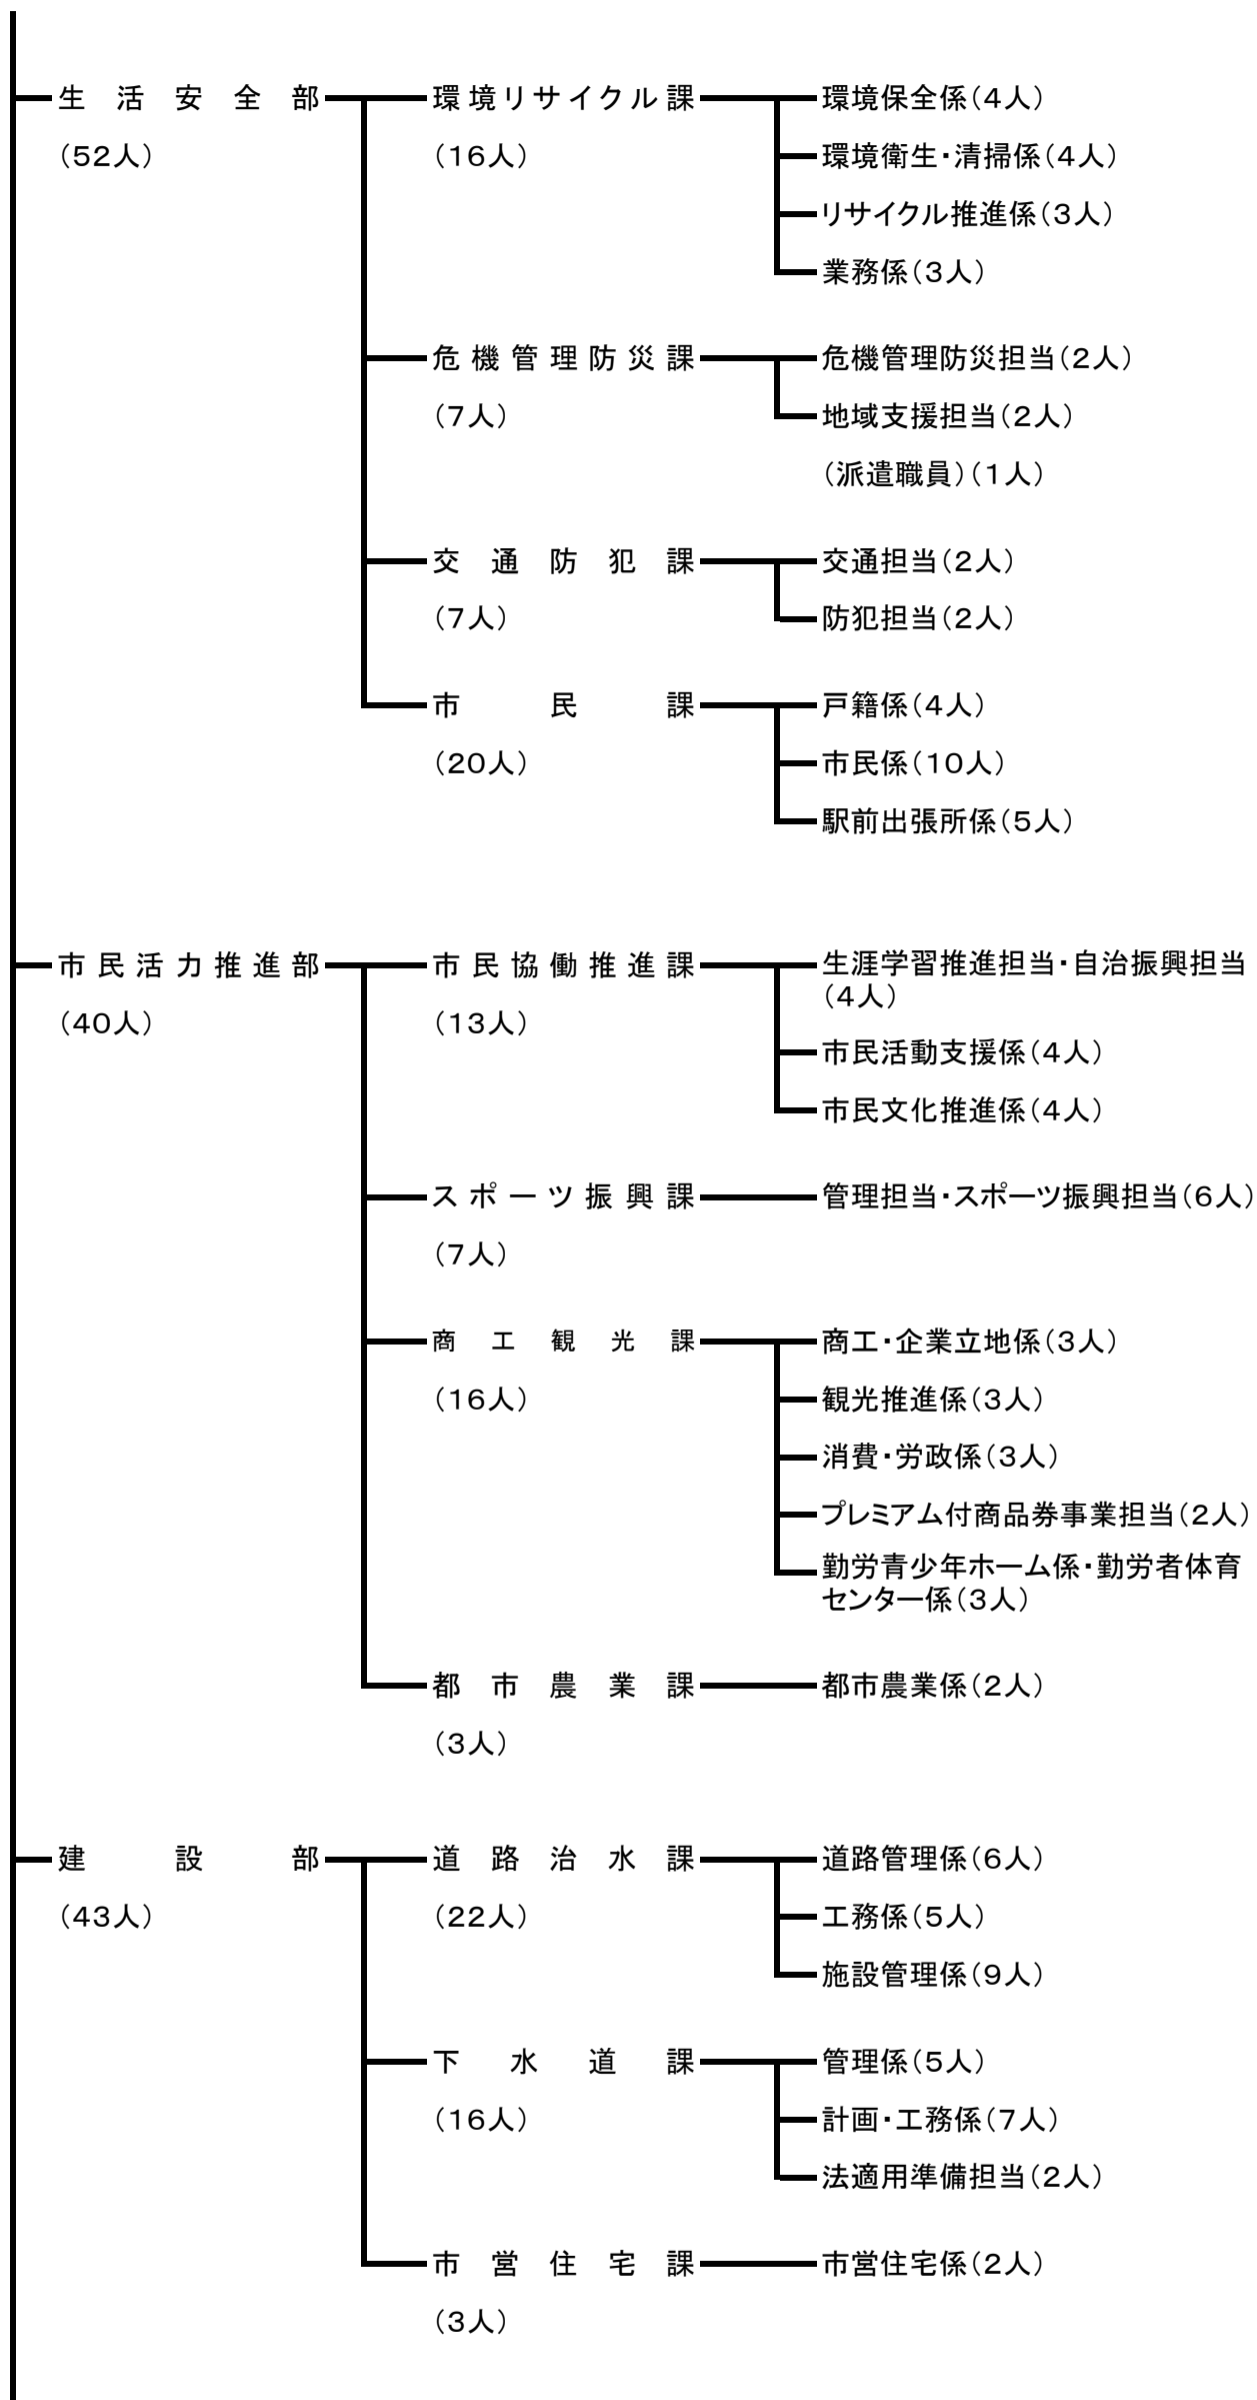 生活安全部 環境リサイクル課 環境保全係(4人)
(52人) (16人) 環境衛生・清掃係(4人)
リサイクル推進係(3人)
業務係(3人)
危機管理防災課 危機管理防災担当(2人)
(7人) 地域支援担当(2人)
(派遣職員)(1人)
交通防犯課 交通担当(2人)
(7人) 防犯担当(2人)
市民課 戸籍係(4人)
(20人) 市民係(10人)
駅前出張所係(5人)
市民活力推進部 市民協働推進課 生涯学習推進担当・自治振興担当
(4人)
(40人) (13人)
市民活動支援係(4人)
市民文化推進係(4人)
スポーツ振興課 管理担当・スポーツ振興担当(6人)
(7人)
商工観光課 商工・企業立地係(3人)
(16人) 観光推進係(3人)
消費・労政係(3人)
プレミアム付商品券事業担当(2人)
勤労青少年ホーム係・勤労者体育
センター係(3人)
都市農業課 都市農業係(2人)
(3人)
建設部 道路治水課 道路管理係(6人)
(43人) (22人) 工務係(5人)
施設管理係(9人)
下水道課 管理係(5人)
(16人) 計画・工務係(7人)
法適用準備担当(2人)
市営住宅課 市営住宅係(2人)
(3人)